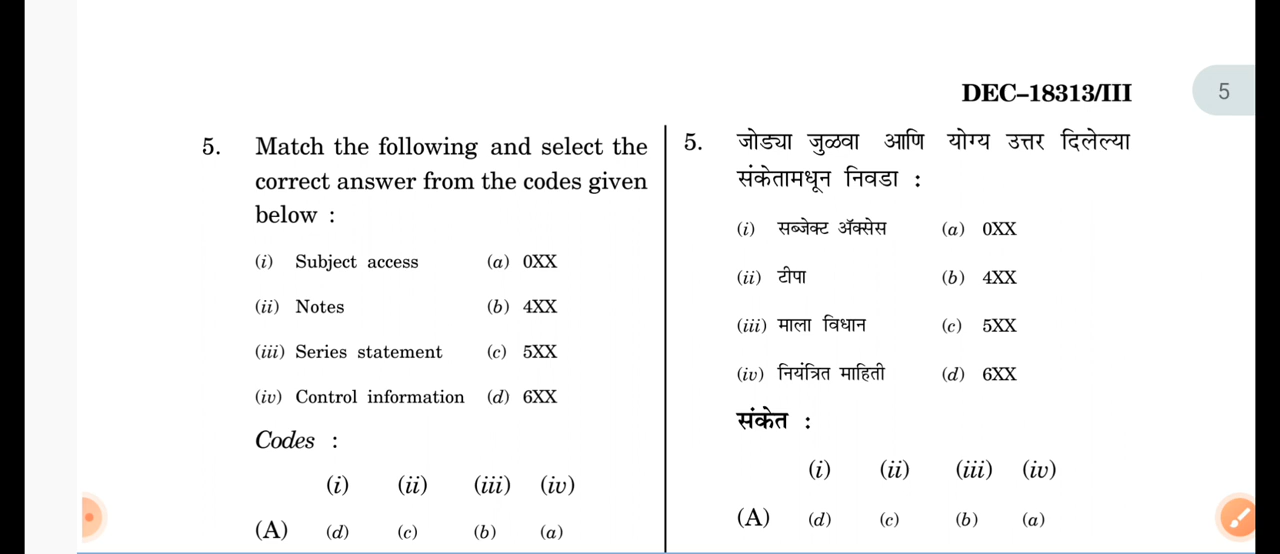 DEC–18313/III
5
5. Match the following and select the
correct answer from the codes given
below :
(i) Subject access (a) 0XX
(ii) Notes (b) 4XX
(iii) Series statement (c) 5XX
(iv) Control information (d) 6XX
Codes :
(i) (ii) (iii) (iv)
(A) (d) (c) (b) (a)
5. जोड्या जुळवा आणि योग्य उत्तर दिलेल्या
संकेतामधून निवडा :
(i) सब्जेक्ट ॲक्सेस (a) 0XX
(ii) टीपा (b) 4XX
(iii) माला विधान (c) 5XX
(iv) नियंत्रित माहिती (d) 6XX
संकेत :
(i) (ii) (iii) (iv)
(A) (d) (c) (b) (a)